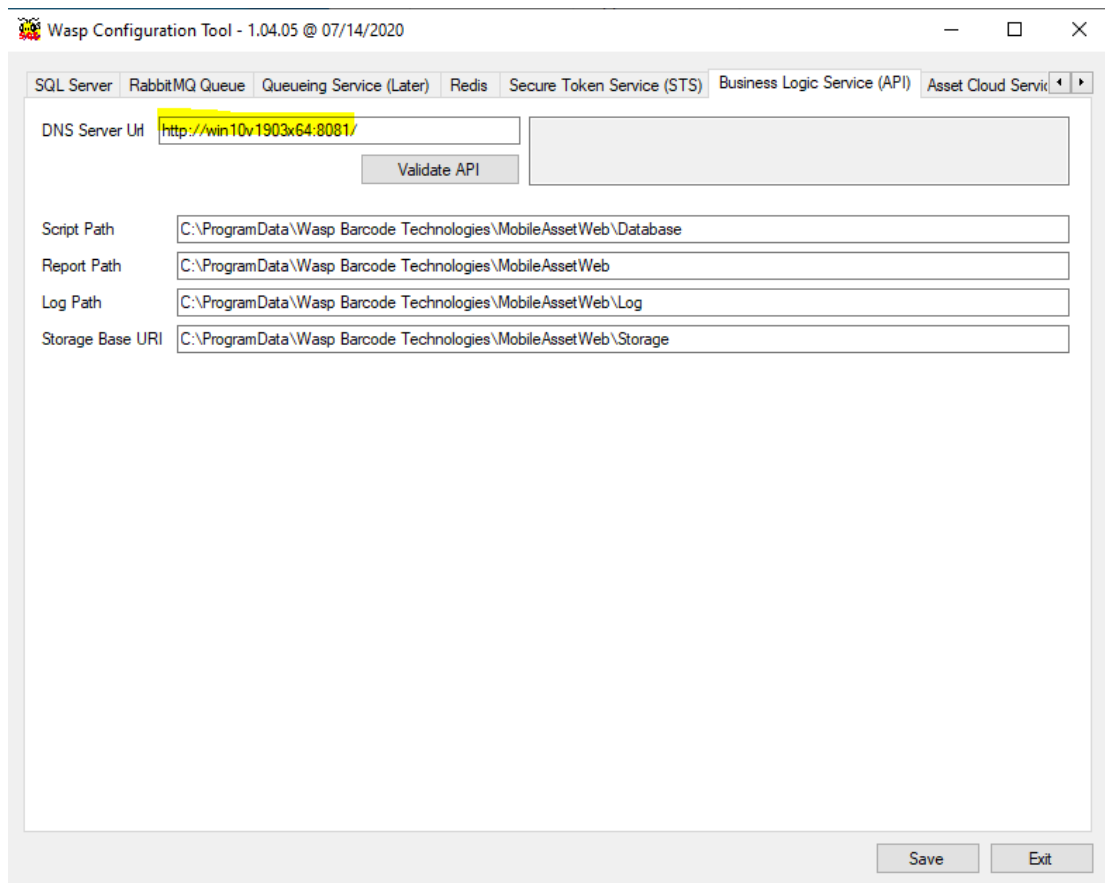 Wasp Configuration Tool - 1.04.05 @ 07/14/2020
SQL Server RabbitMQ Queue Queueing Service (Later) Redis Secure Token Service (STS) Business Logic Service (API) Asset Cloud Servic
DNS Server Url http://win10v1903x64:8081/
Validate API
Script Path C:\ProgramData\Wasp Barcode Technologies\MobileAssetWeb\Database
Report Path C:\ProgramData\Wasp Barcode Technologies\MobileAssetWeb
Log Path C:\ProgramData\Wasp Barcode Technologies\MobileAssetWeb\Log
Storage Base URI C:\ProgramData\Wasp Barcode Technologies\MobileAssetWeb\Storage
Save Exit